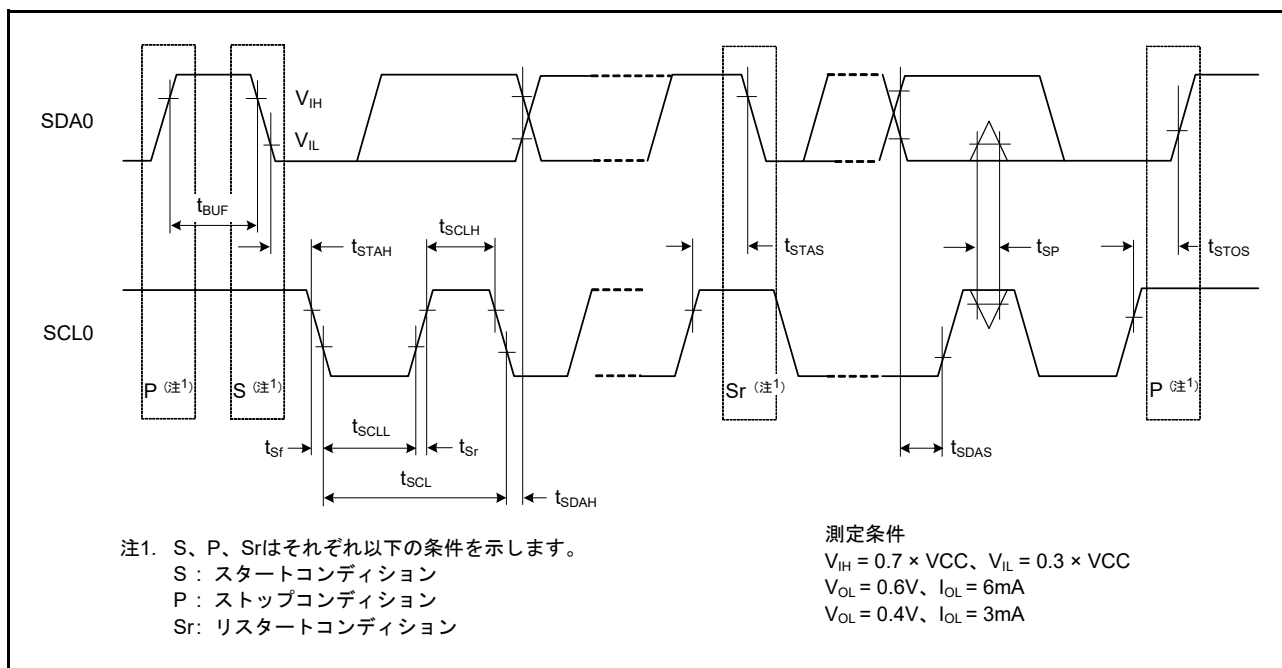 SDA0
V_IH
V_IL
t_BUF
t_STAH
t_SCLH
t_STAS
t_SP
t_STOS
SCL0
P（注1）
S（注1）
Sr（注1）
P（注1）
t_Sf
t_SCLL
t_Sr
t_SCL
t_SDAH
t_SDAS
注1. S、P、Srはそれぞれ以下の条件を示します。
S : スタートコンディション
P : ストップコンディション
Sr: リスタートコンディション
測定条件
V_IH = 0.7 × VCC、V_IL = 0.3 × VCC
V_OL = 0.6V、I_OL = 6mA
V_OL = 0.4V、I_OL = 3mA